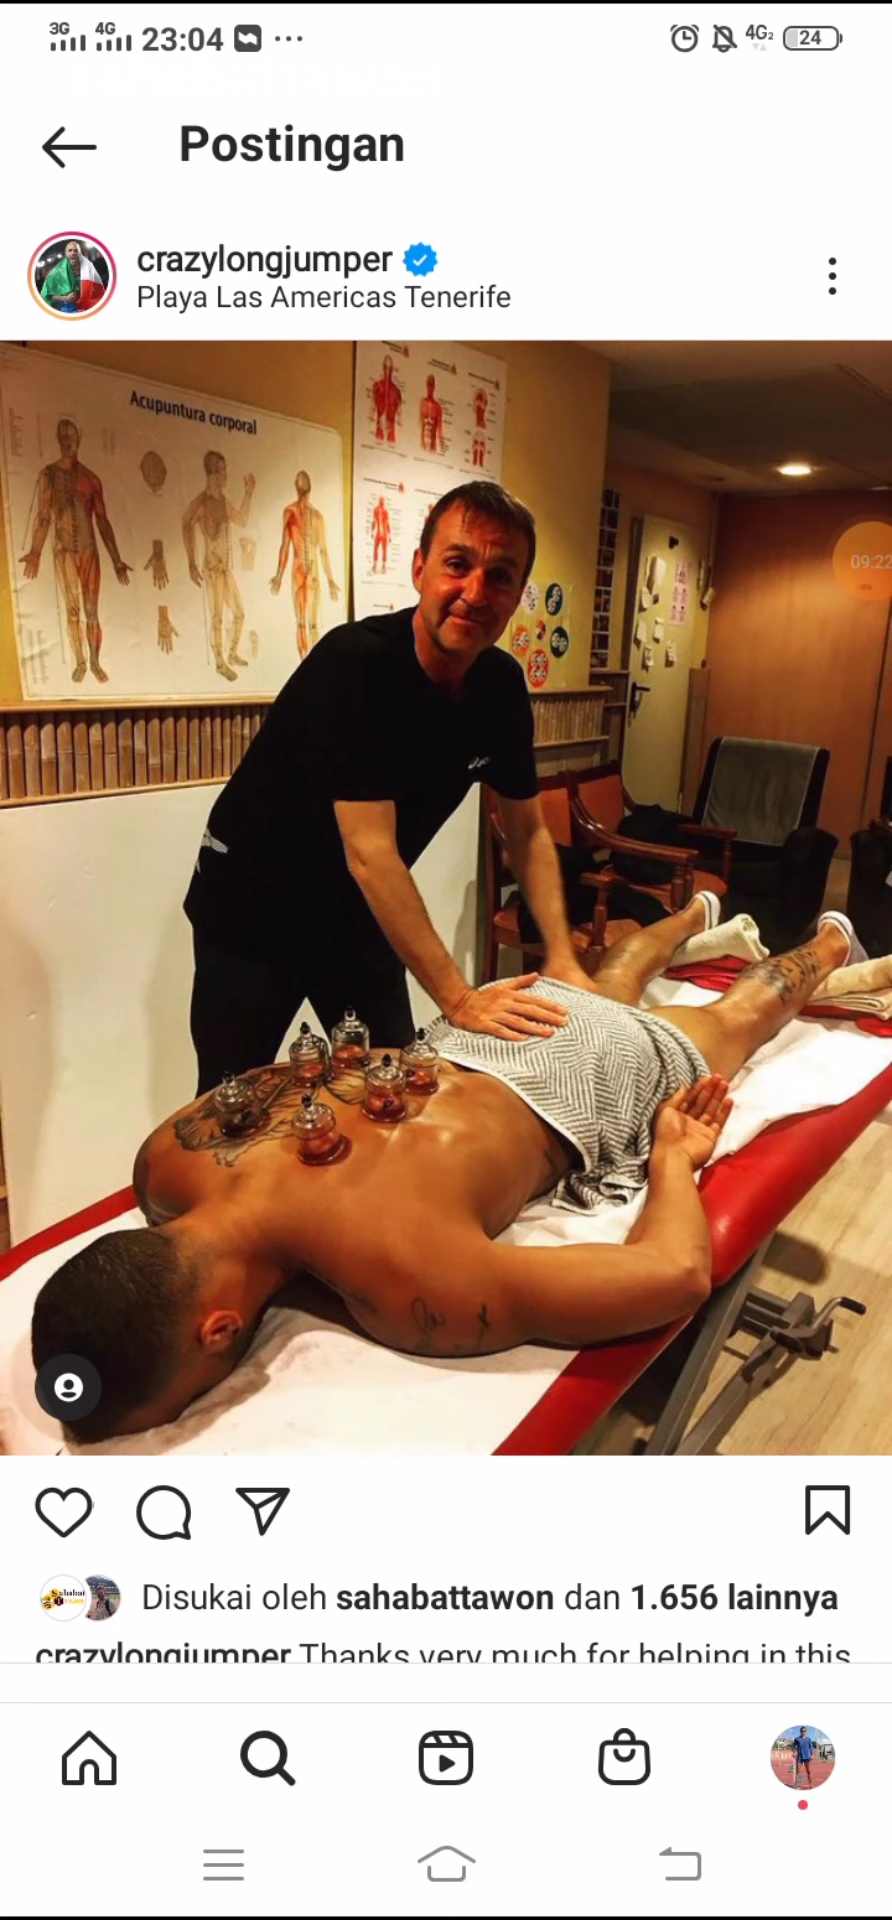 3G 4G 23:04 ... 4G2 24
Postingan
crazylongjumper
Playa Las Americas Tenerife
Acupuntura corporal
09:22
Disukai oleh sahabattawon dan 1.656 lainnya
crazylongjumper Thanks very much for helping in this